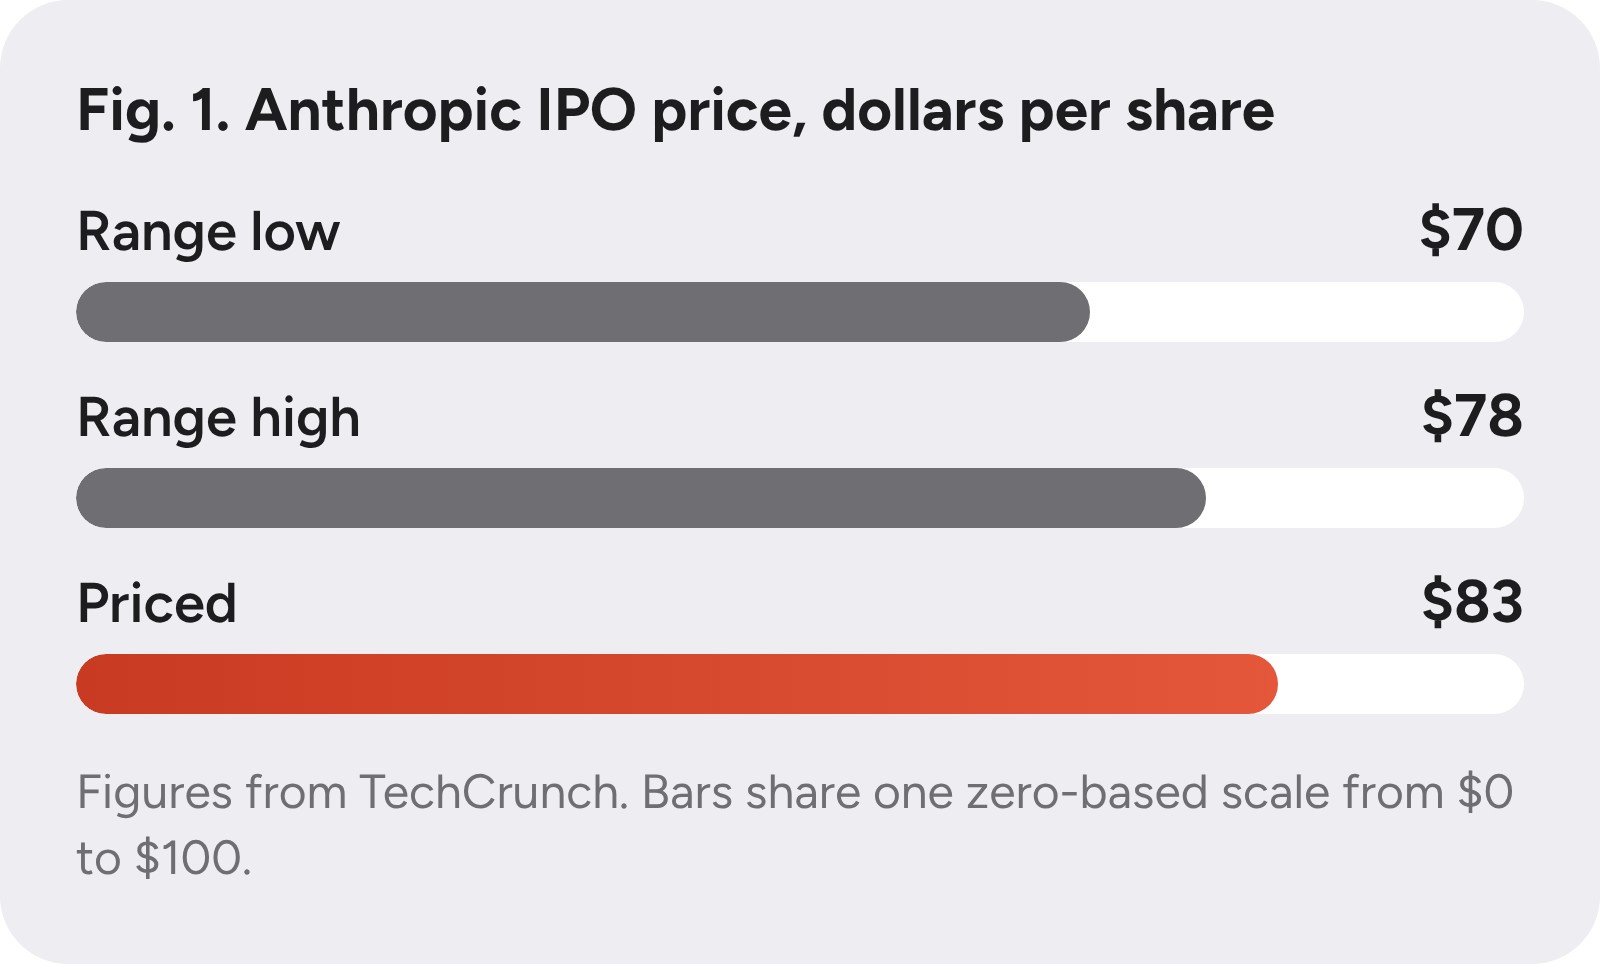 Fig. 1. Anthropic IPO price, dollars per share
Range low $70
Range high $78
Priced $83
Figures from TechCrunch. Bars share one zero-based scale from $0
to $100.